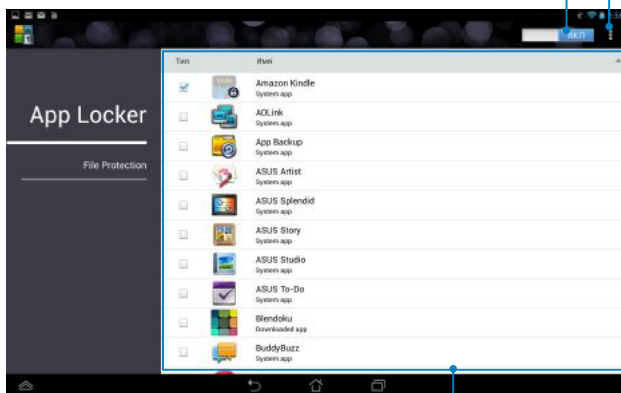 ВКЛ
Тип Имя
Amazon Kindle
System app
App Locker
AOLink
System app
App Backup
System app
File Protection
ASUS Artist
System app
ASUS Splendid
System app
ASUS Story
System app
ASUS Studio
System app
ASUS To-Do
System app
Blendoku
Downloaded app
BuddyBuzz
System app